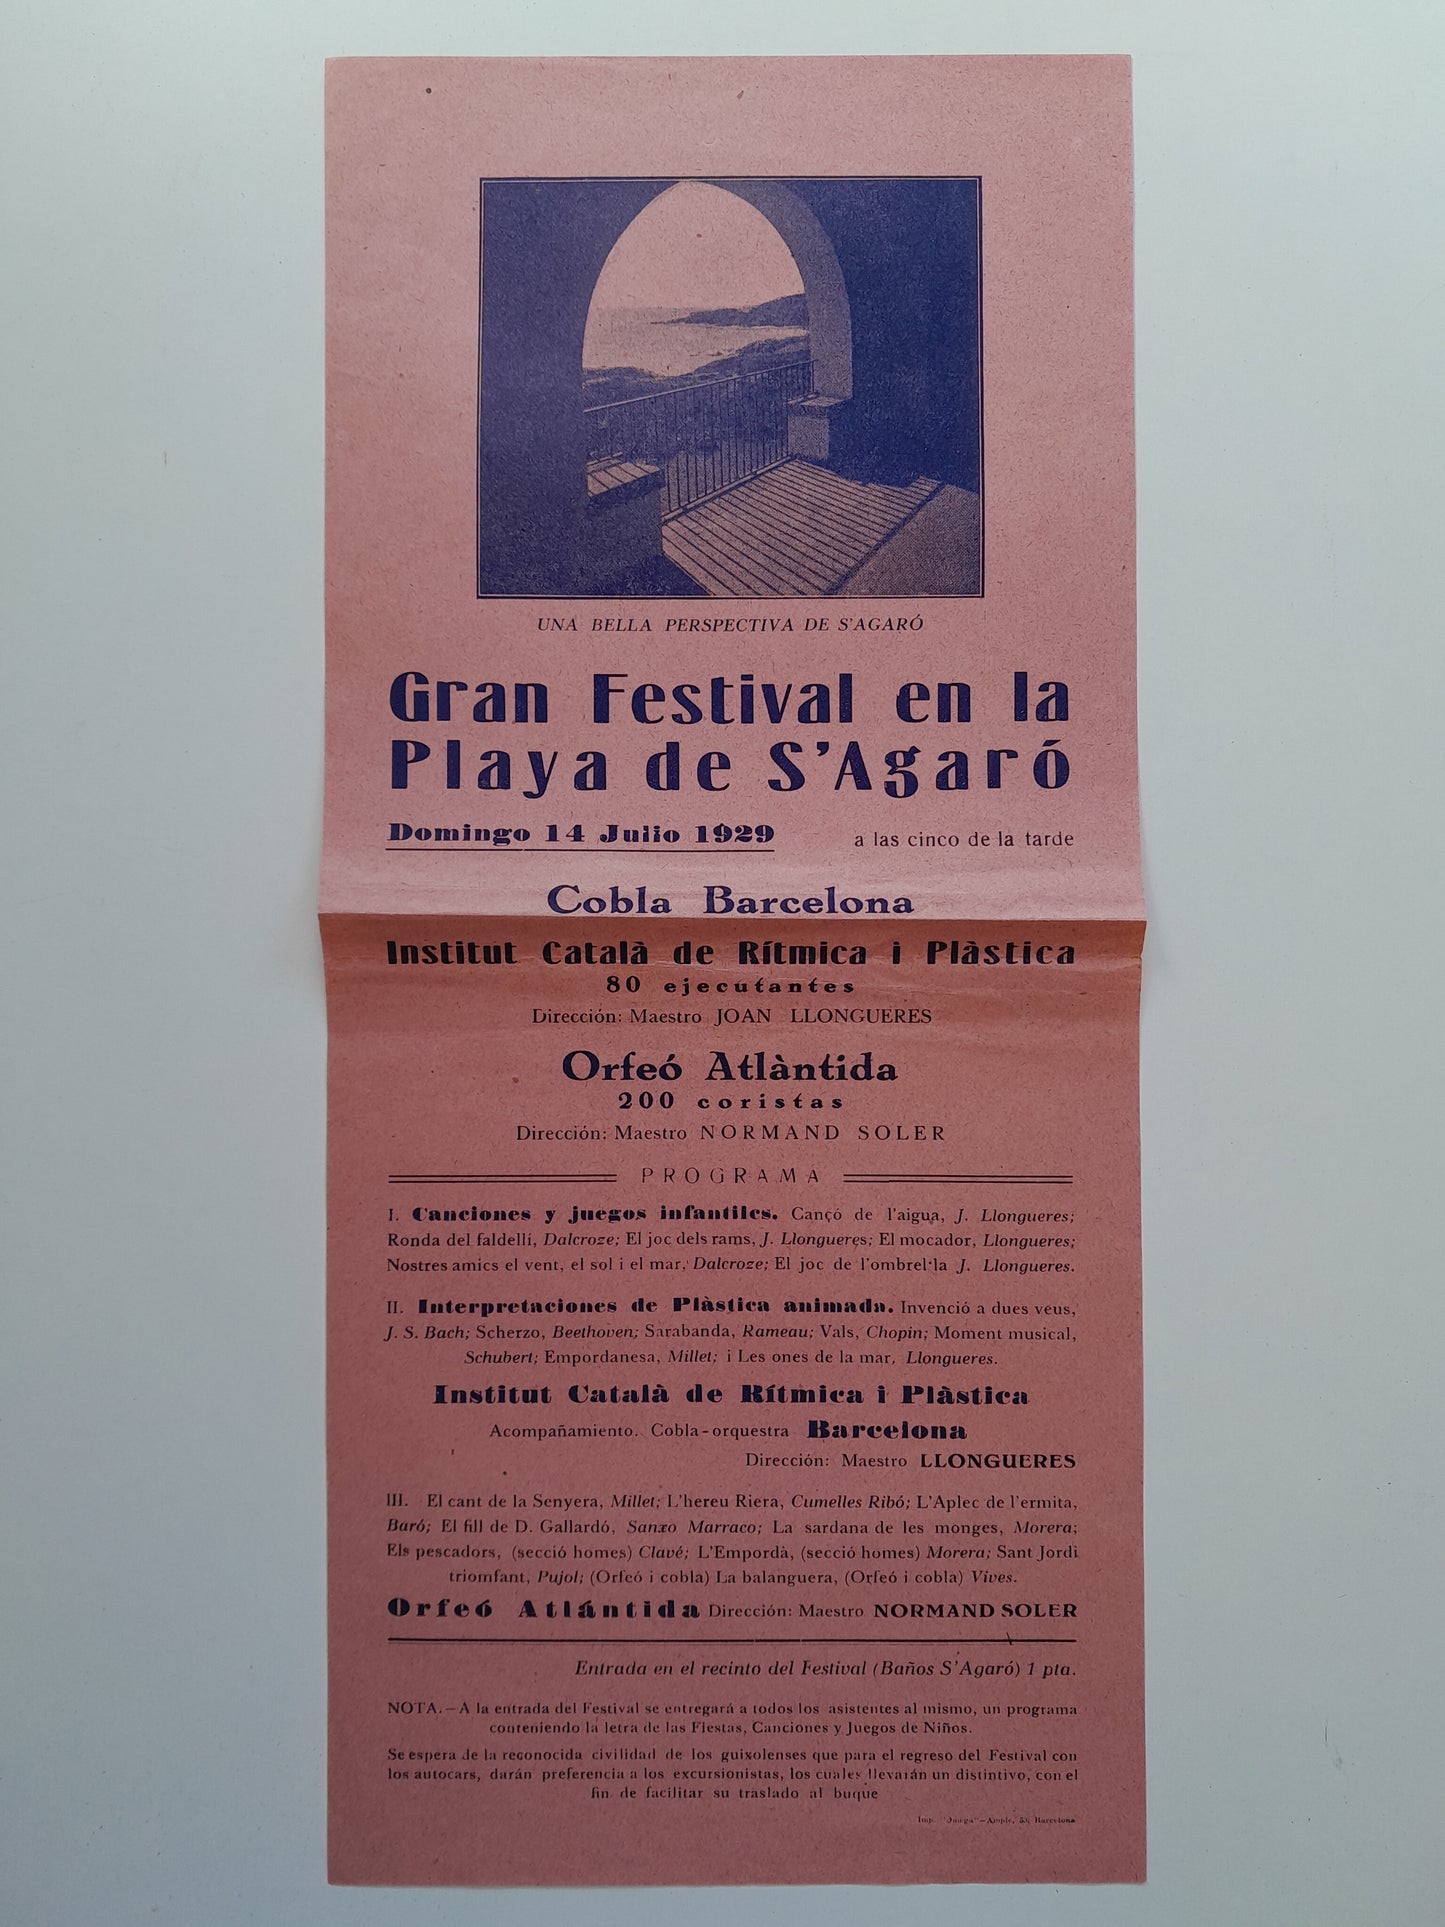 UNA BELLA PERSPECTIVA DE S'AGARÓ
Gran Festival en la
Playa de S'Agaró
Domingo 14 Julio 1929 a las cinco de la tarde
Cobla Barcelona
Institut Català de Rítmica i Plàstica
80 ejecutantes
Dirección: Maestro JOAN LLONGUERES
Orfeó Atlàntida
200 coristas
Dirección: Maestro NORMAND SOLER
PROGRAMA
I. Canciones y juegos infantiles. Cançó de l'aigua, J. Llongueres;
Ronda del faldellí, Dalcroze; El joc dels rams, J. Llongueres; El mocador, Llongueres;
Nostres amics el vent, el sol i el mar, Dalcroze; El joc de l'ombrel·la J. Llongueres.
II. Interpretaciones de Plàstica animada. Invenció a dues veus,
J. S. Bach; Scherzo, Beethoven; Sarabanda, Rameau; Vals, Chopin; Moment musical,
Schubert; Empordanesa, Millet; i Les ones de la mar, Llongueres.
Institut Català de Rítmica i Plàstica
Acompañamiento. Cobla-orquestra Barcelona
Dirección: Maestro LLONGUERES
III. El cant de la Senyera, Millet; L'hereu Riera, Cumelles Ribó; L'Aplec de l'ermita,
Baró; El fill de D. Gallardó, Sanxo Marraco; La sardana de les monges, Morera;
Els pescadors, (secció homes) Clavé; L'Empordà, (secció homes) Morera; Sant Jordi
triomfant, Pujol; (Orfeó i cobla) La balanguera, (Orfeó i cobla) Vives.
Orfeó Atlántida Dirección: Maestro NORMAND SOLER
Entrada en el recinto del Festival (Baños S'Agaró) 1 pta.
NOTA.—A la entrada del Festival se entregará a todos los asistentes al mismo, un programa
conteniendo la letra de las Fiestas, Canciones y Juegos de Niños.
Se espera de la reconocida civilidad de los guixolenses que para el regreso del Festival con
los autocars, darán preferencia a los excursionistas, los cuales llevarán un distintivo, con el
fin de facilitar su traslado al buque
Imp. — Ample, 53, Barcelona